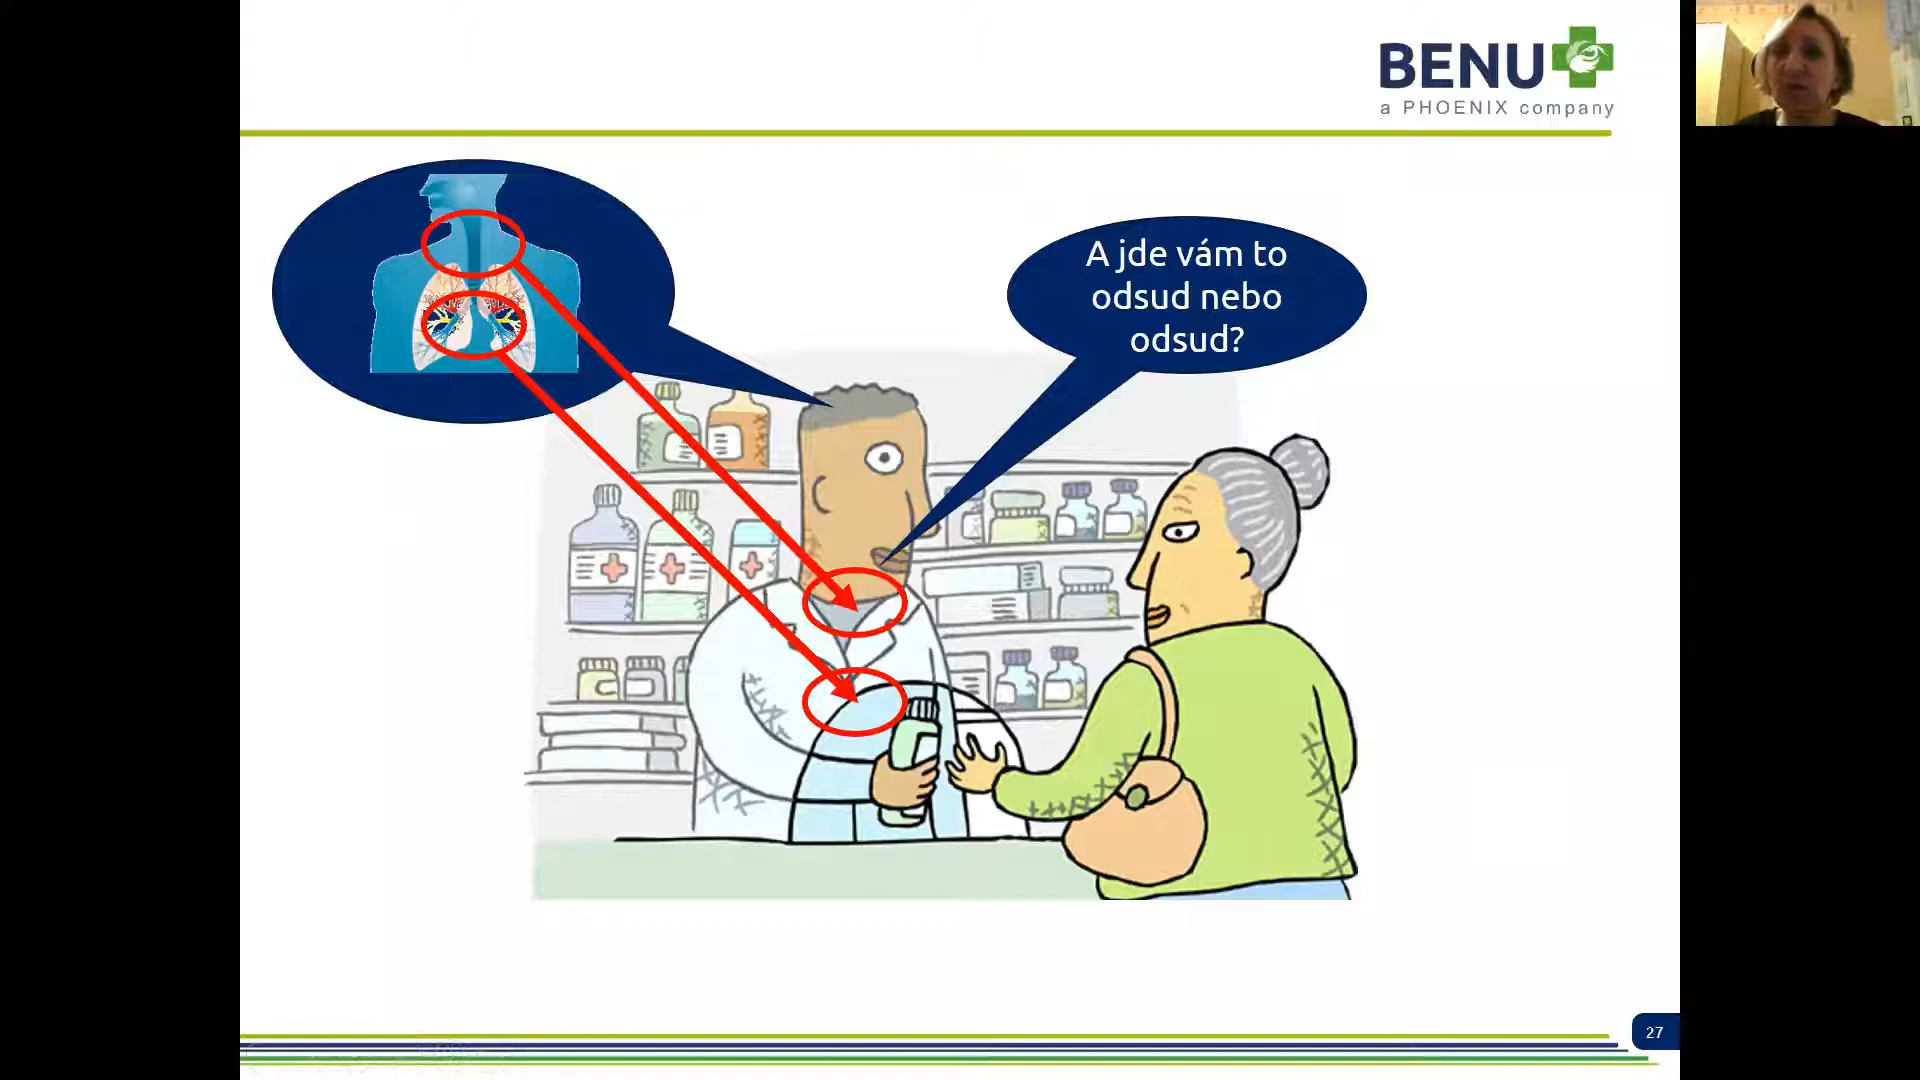 BENU
a PHOENIX company
A jde vám to
odsud nebo
odsud?
27